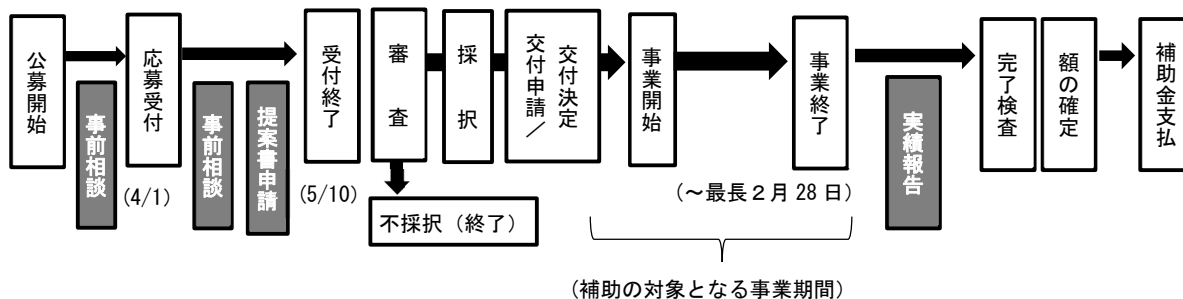 公募開始
事前相談
応募受付
(4/1)
事前相談
提案書申請
受付終了
(5/10)
審査
不採択（終了）
採択
交付申請／
交付決定
事業開始
事業終了
(～最長２月 28 日)
(補助の対象となる事業期間)
実績報告
完了検査
額の確定
補助金支払